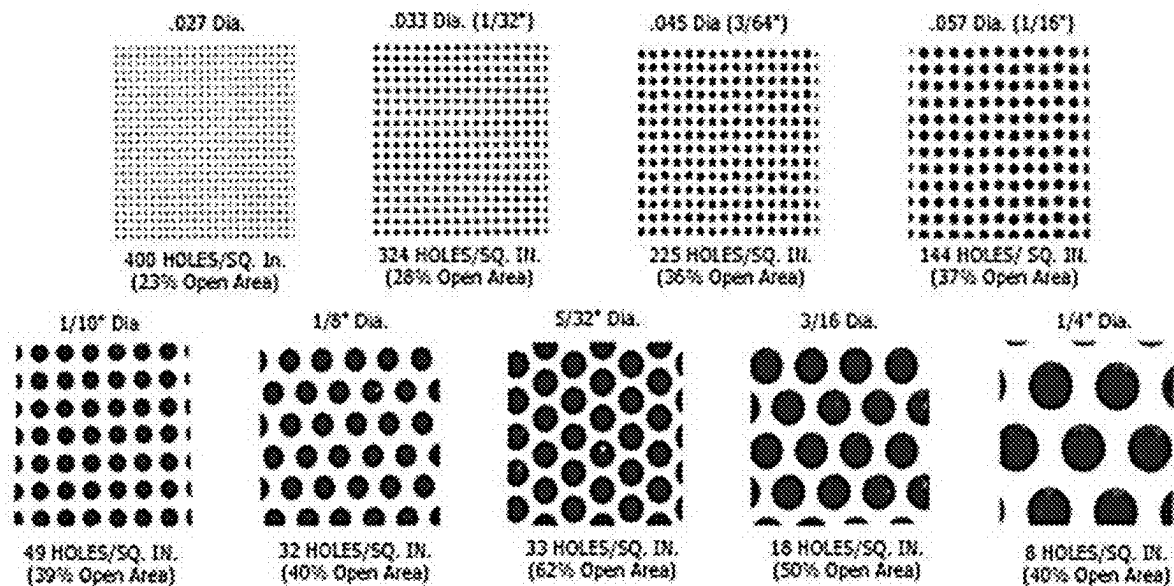 .027 Dia.
.033 Dia. (1/32")
.045 Dia (3/64")
.057 Dia. (1/16")
400 HOLES/SQ. In.
(23% Open Area)
324 HOLES/SQ. IN.
(28% Open Area)
225 HOLES/SQ. IN.
(36% Open Area)
144 HOLES/ SQ. IN.
(37% Open Area)
1/10" Dia
1/8" Dia.
5/32" Dia.
3/16 Dia.
1/4" Dia.
49 HOLES/SQ. IN.
(39% Open Area)
32 HOLES/SQ. IN.
(40% Open Area)
33 HOLES/SQ. IN.
(62% Open Area)
18 HOLES/SQ. IN.
(50% Open Area)
8 HOLES/SQ. IN.
(40% Open Area)